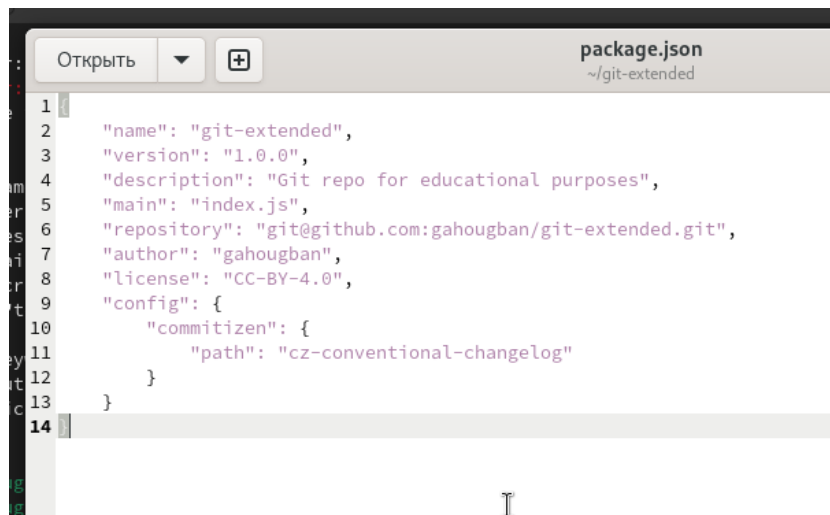 Открыть
package.json
~/git-extended
1 {
2 "name": "git-extended",
3 "version": "1.0.0",
4 "description": "Git repo for educational purposes",
5 "main": "index.js",
6 "repository": "git@github.com:gahougban/git-extended.git",
7 "author": "gahougban",
8 "license": "CC-BY-4.0",
9 "config": {
10 "commitizen": {
11 "path": "cz-conventional-changelog"
12 }
13 }
14 }